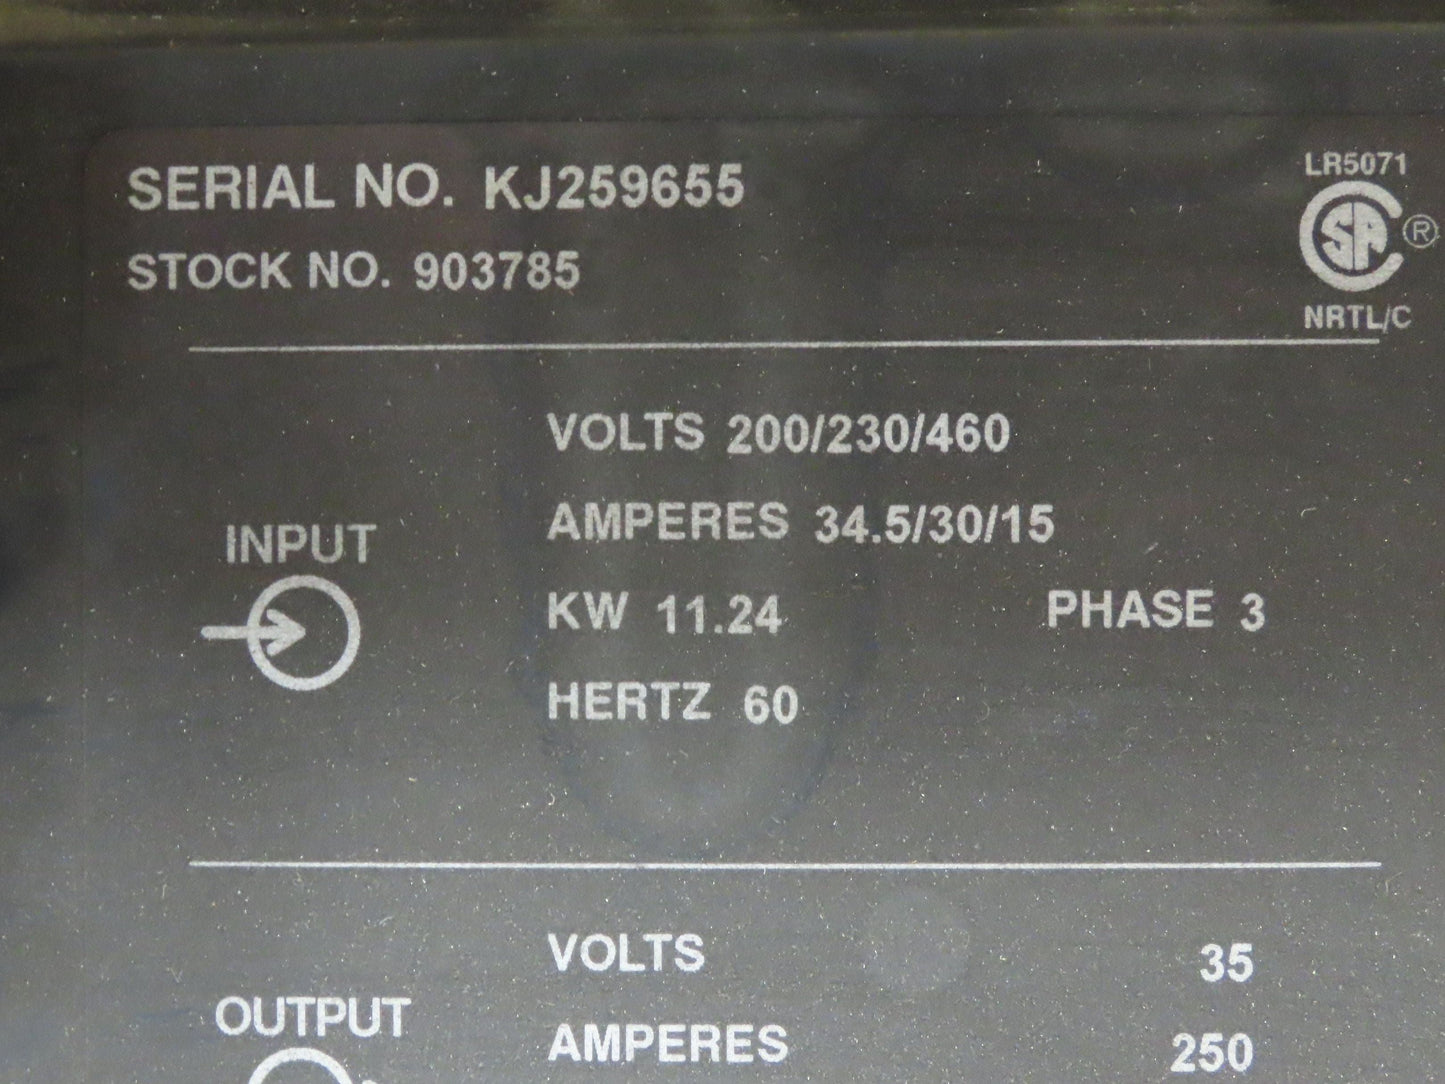 SERIAL NO. KJ259655
STOCK NO. 903785
LR5071
SA ®
NRTL/C
VOLTS 200/230/460
AMPERES 34.5/30/15
INPUT
KW 11.24 PHASE 3
HERTZ 60
VOLTS 35
OUTPUT
AMPERES 250